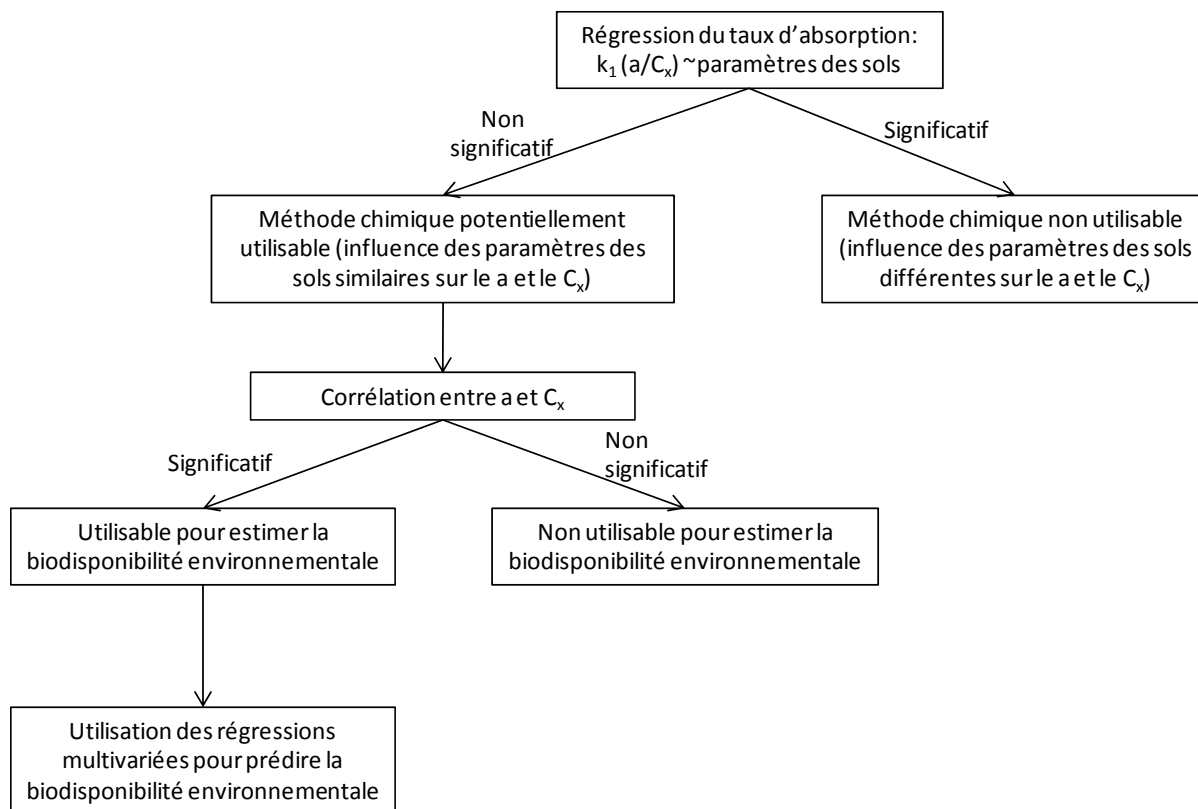 Régression du taux d'absorption:
k₁ (a/Cₓ) ~paramètres des sols
Non
significatif
Significatif
Méthode chimique potentiellement
utilisable (influence des paramètres des
sols similaires sur le a et le Cₓ)
Méthode chimique non utilisable
(influence des paramètres des sols
différentes sur le a et le Cₓ)
Corrélation entre a et Cₓ
Significatif
Non
significatif
Utilisable pour estimer la
biodisponibilité environnementale
Non utilisable pour estimer la
biodisponibilité environnementale
Utilisation des régressions
multivariées pour prédire la
biodisponibilité environnementale